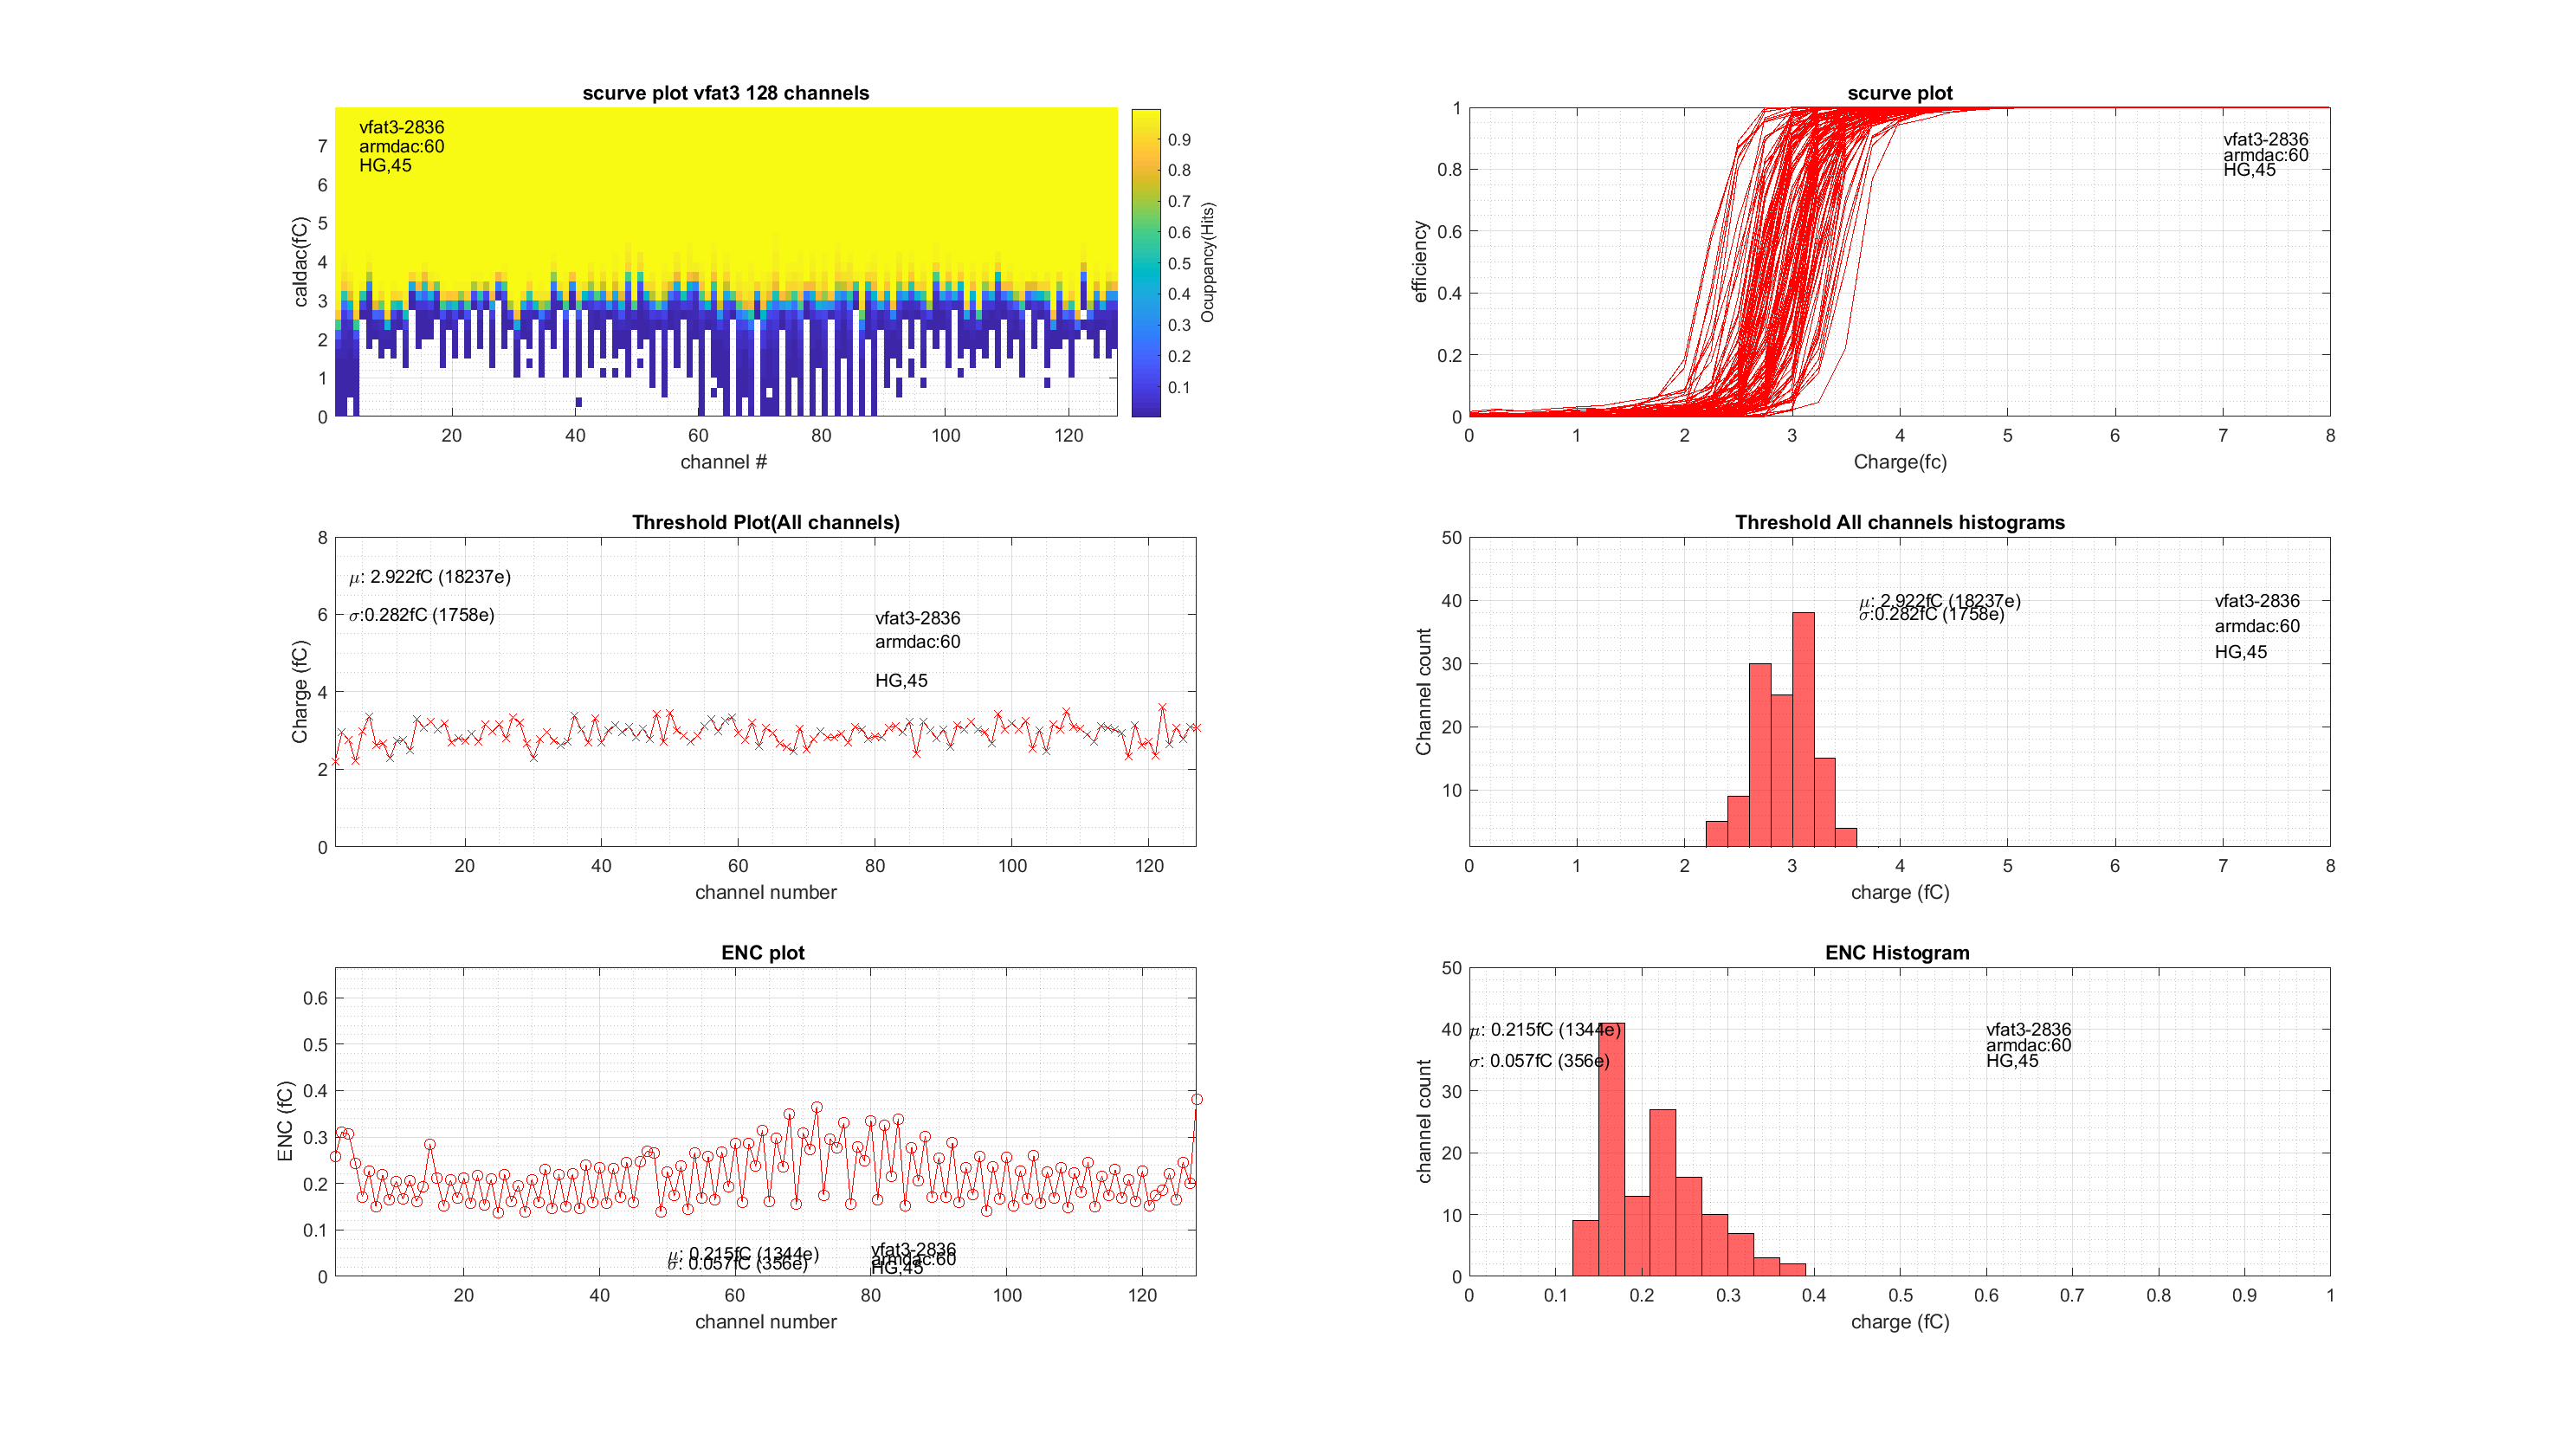 scurve plot vfat3 128 channels
vfat3-2836
armdac:60
HG,45
caldac(fC)
7
6
5
4
3
2
1
0
20 40 60 80 100 120
channel #
0.9
0.8
0.7
0.6
0.5
0.4
0.3
0.2
0.1
Ocuppancy(Hits)
scurve plot
vfat3-2836
armdac:60
HG,45
efficiency
1
0.8
0.6
0.4
0.2
0
0 1 2 3 4 5 6 7 8
Charge(fc)
Threshold Plot(All channels)
μ: 2.922fC (18237e)
σ:0.282fC (1758e)
vfat3-2836
armdac:60
HG,45
Charge (fC)
8
6
4
2
0
20 40 60 80 100 120
channel number
Threshold All channels histograms
μ: 2.922fC (18237e)
σ:0.282fC (1758e)
vfat3-2836
armdac:60
HG,45
Channel count
50
40
30
20
10
0 1 2 3 4 5 6 7 8
charge (fC)
ENC plot
ENC (fC)
0.6
0.5
0.4
0.3
0.2
0.1
0
μ: 0.215fC (1344e)
σ: 0.057fC (356e)
vfat3-2836
armdac:60
HG,45
20 40 60 80 100 120
channel number
ENC Histogram
μ: 0.215fC (1344e)
σ: 0.057fC (356e)
vfat3-2836
armdac:60
HG,45
channel count
50
40
30
20
10
0
0 0.1 0.2 0.3 0.4 0.5 0.6 0.7 0.8 0.9 1
charge (fC)